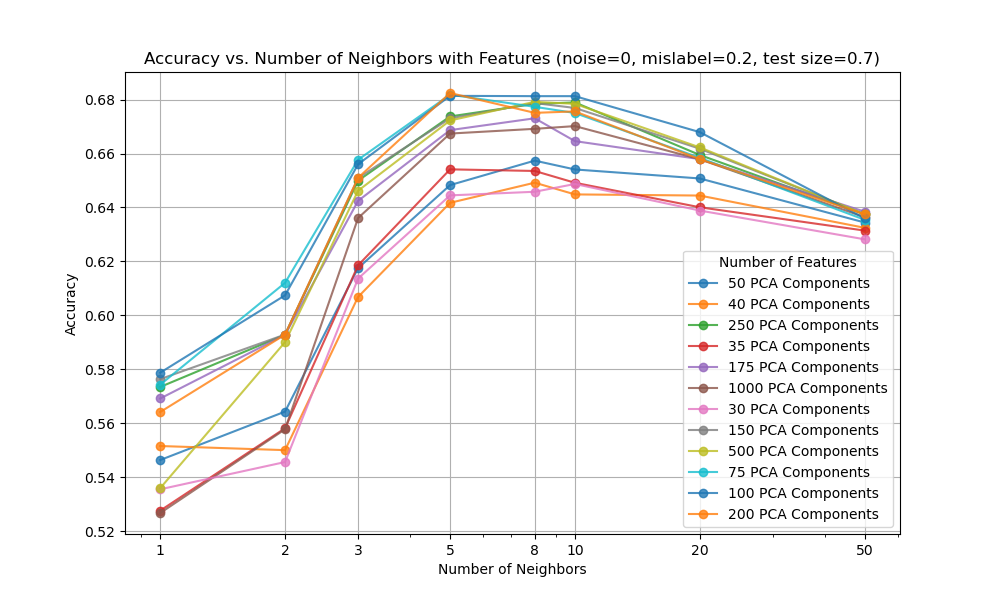 Accuracy vs. Number of Neighbors with Features (noise=0, mislabel=0.2, test size=0.7)
Accuracy
0.68
0.66
0.64
0.62
0.60
0.58
0.56
0.54
0.52
Number of Features
50 PCA Components
40 PCA Components
250 PCA Components
35 PCA Components
175 PCA Components
1000 PCA Components
30 PCA Components
150 PCA Components
500 PCA Components
75 PCA Components
100 PCA Components
200 PCA Components
1 2 3 5 8 10 20 50
Number of Neighbors